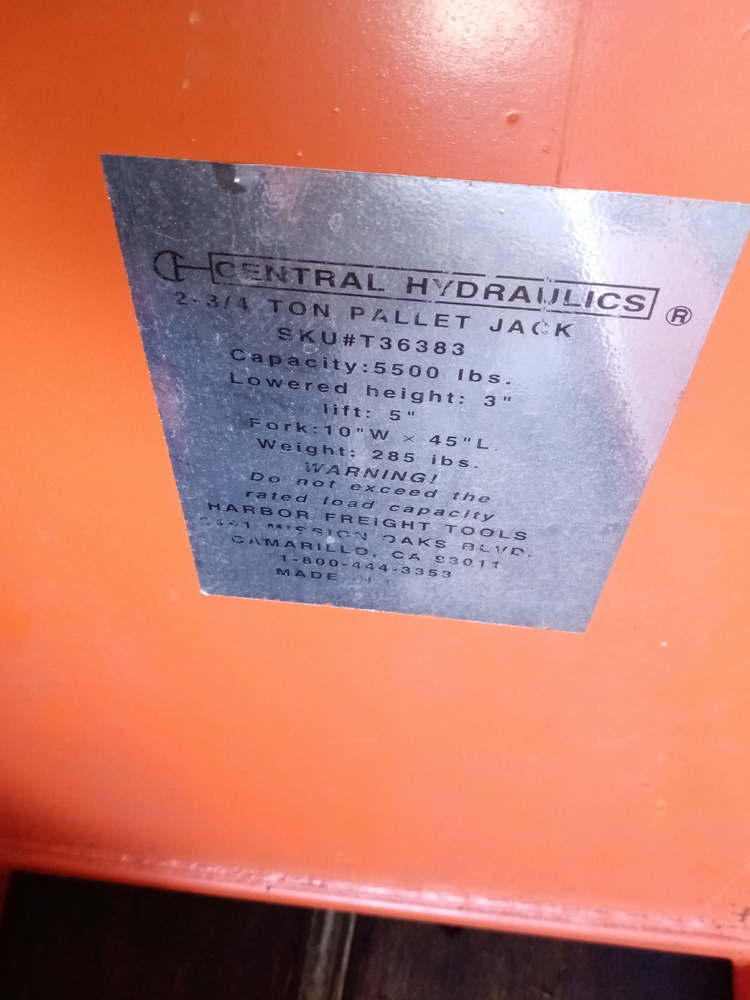 CENTRAL HYDRAULICS ®
2-3/4 TON PALLET JACK
SKU#T36383
Capacity:5500 lbs.
Lowered height: 3"
lift: 5"
Fork:10"W × 45"L
Weight: 285 ibs.
WARNING!
Do not exceed the
rated load capacity
HARBOR FREIGHT TOOLS
MISSION OAKS BLVD.
CAMARILLO, CA 93011
1-800-444-3353
MADE